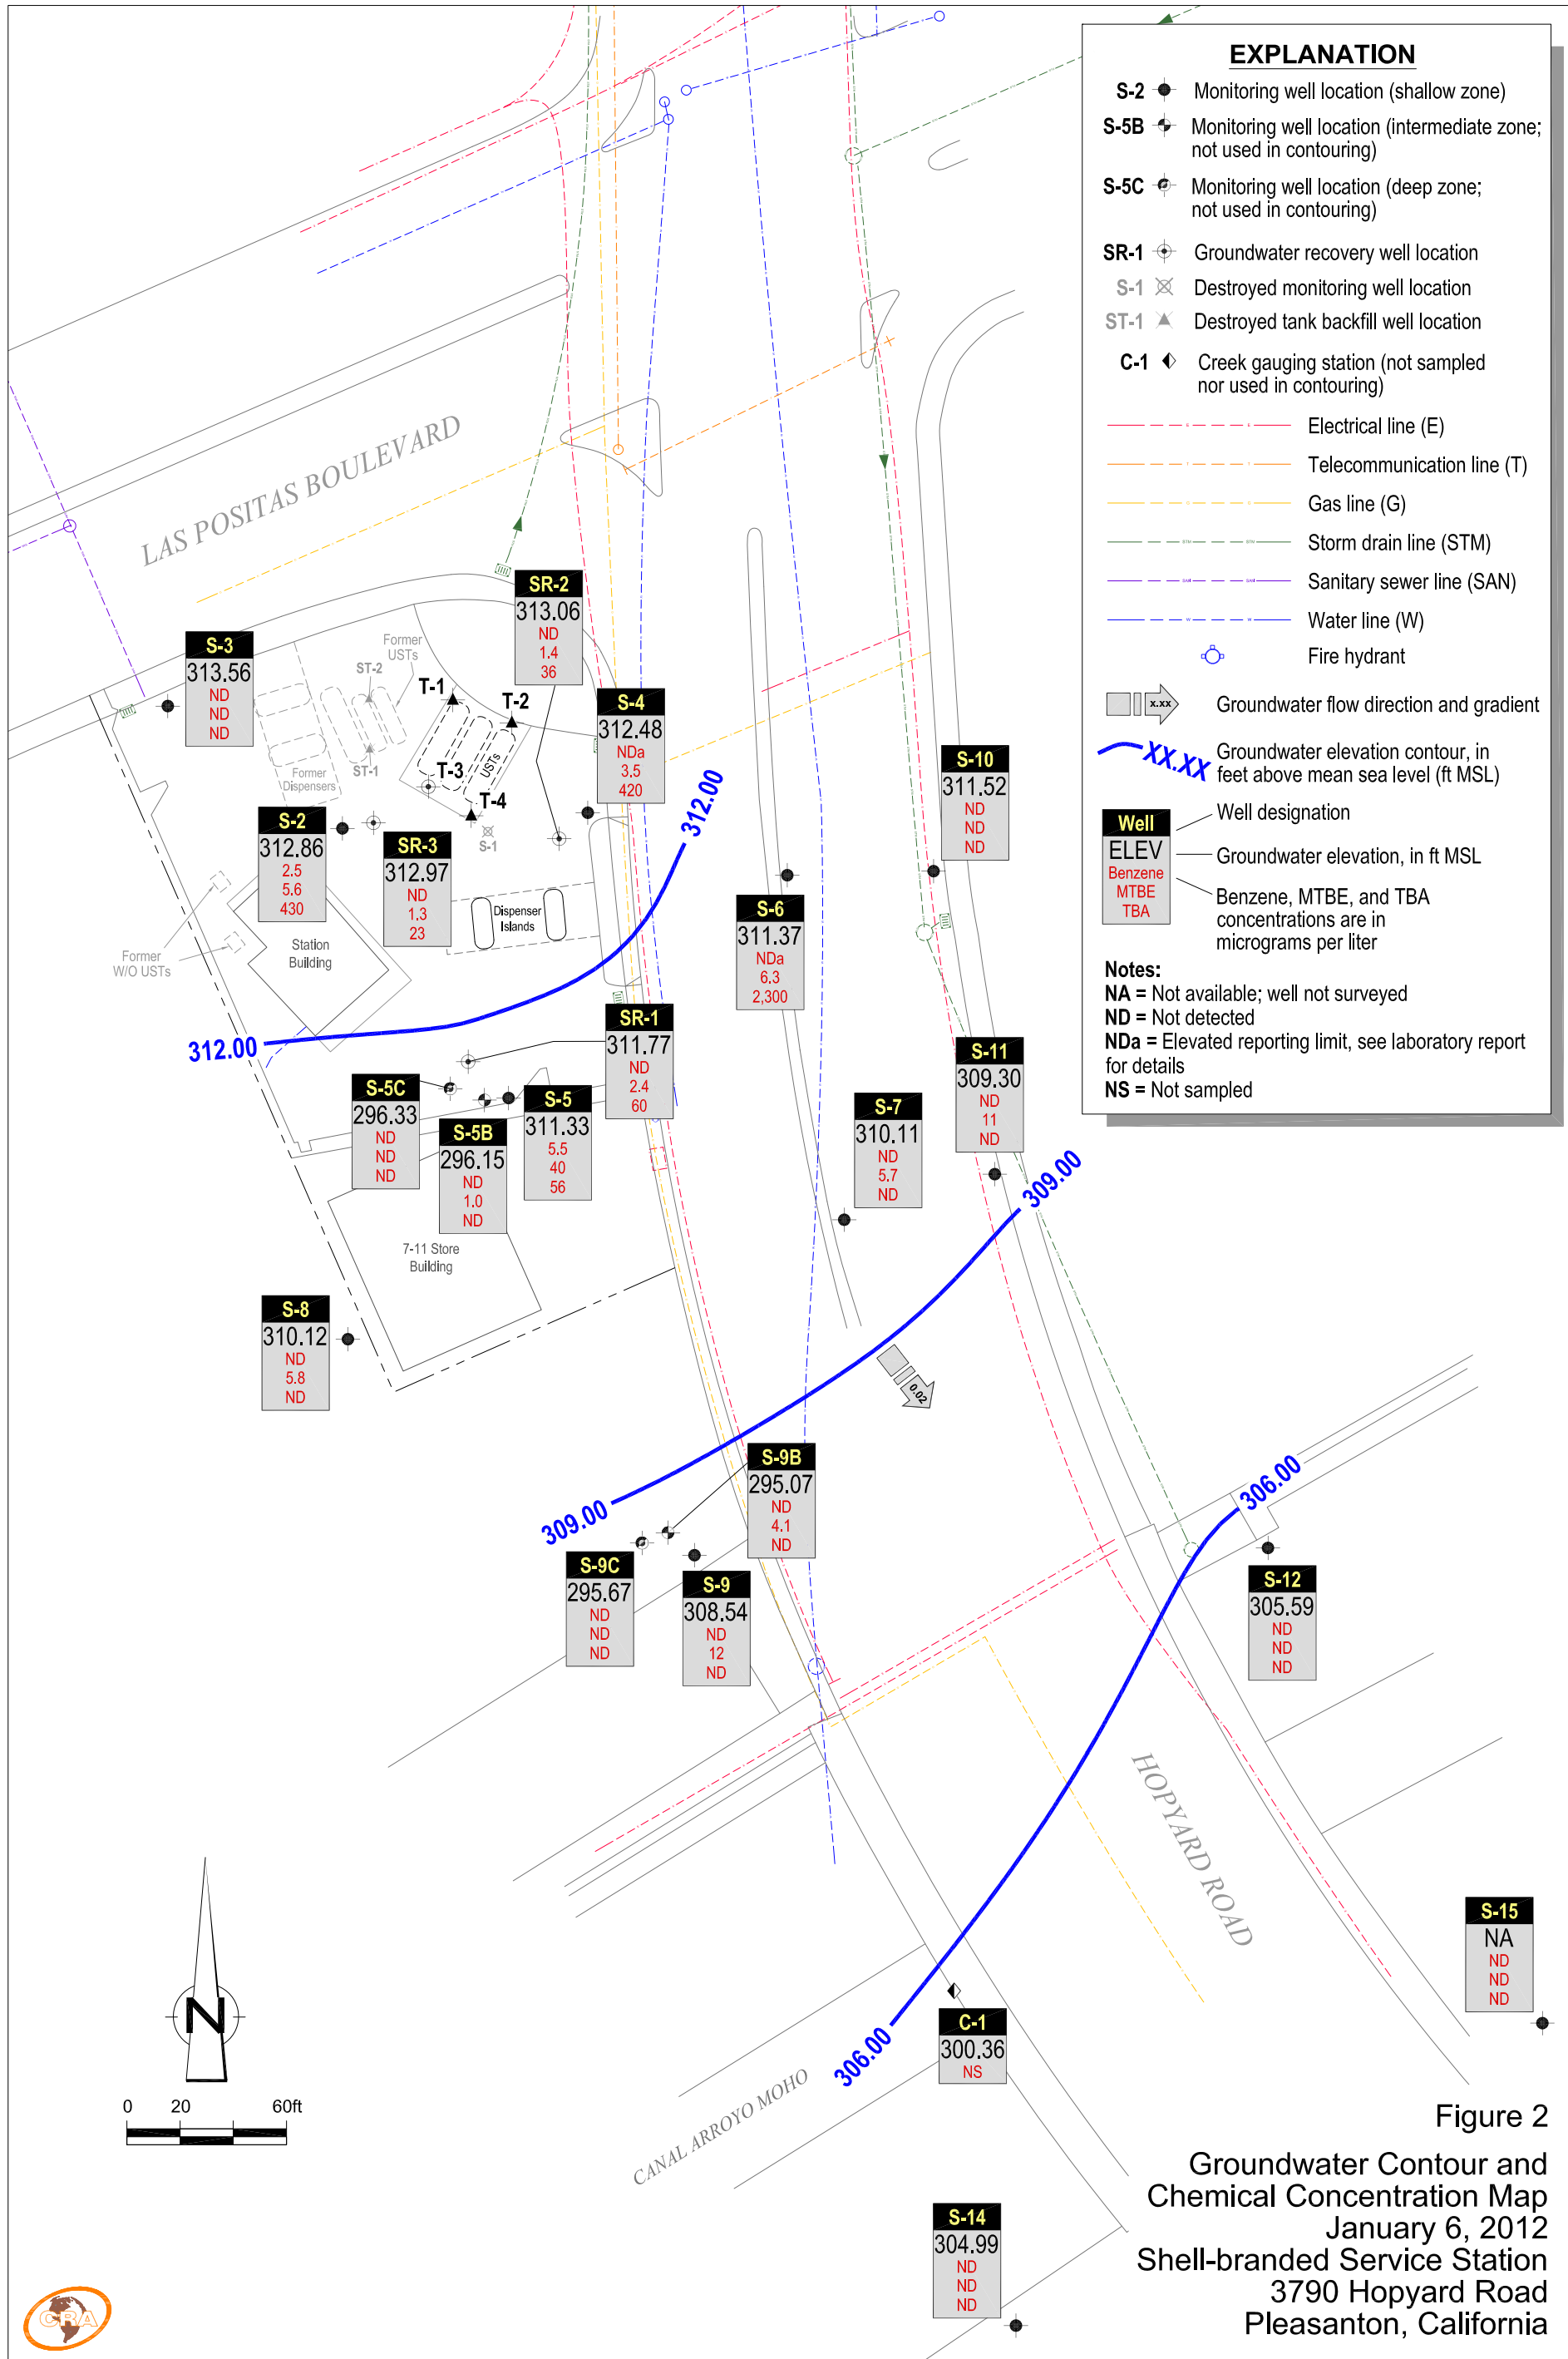 EXPLANATION
S-2 Monitoring well location (shallow zone)
S-5B Monitoring well location (intermediate zone;
not used in contouring)
S-5C Monitoring well location (deep zone;
not used in contouring)
SR-1 Groundwater recovery well location
S-1 Destroyed monitoring well location
ST-1 Destroyed tank backfill well location
C-1 Creek gauging station (not sampled
nor used in contouring)
Electrical line (E)
Telecommunication line (T)
Gas line (G)
Storm drain line (STM)
Sanitary sewer line (SAN)
Water line (W)
Fire hydrant
x.xx Groundwater flow direction and gradient
XX.XX Groundwater elevation contour, in
feet above mean sea level (ft MSL)
Well
ELEV
Benzene
MTBE
TBA
Well designation
Groundwater elevation, in ft MSL
Benzene, MTBE, and TBA
concentrations are in
micrograms per liter
Notes:
NA = Not available; well not surveyed
ND = Not detected
NDa = Elevated reporting limit, see laboratory report
for details
NS = Not sampled
LAS POSITAS BOULEVARD
SR-2
313.06
ND
1.4
36
S-3
313.56
ND
ND
ND
Former
USTs
ST-2
T-1
T-2
S-4
312.48
NDa
3.5
420
ST-1
Former
Dispensers
T-3
USTs
T-4
S-1
312.00
S-10
311.52
ND
ND
ND
S-2
312.86
2.5
5.6
430
SR-3
312.97
ND
1.3
23
Dispenser
Islands
S-6
311.37
NDa
6.3
2,300
Former
W/O USTs
Station
Building
312.00
SR-1
311.77
ND
2.4
60
S-11
309.30
ND
11
ND
S-5C
296.33
ND
ND
ND
S-5B
296.15
ND
1.0
ND
S-5
311.33
5.5
40
56
S-7
310.11
ND
5.7
ND
309.00
7-11 Store
Building
S-8
310.12
ND
5.8
ND
0.02
S-9B
295.07
ND
4.1
ND
309.00
306.00
S-9C
295.67
ND
ND
ND
S-9
308.54
ND
12
ND
S-12
305.59
ND
ND
ND
HOPYARD ROAD
S-15
NA
ND
ND
ND
N
C-1
300.36
NS
306.00
CANAL ARROYO MOHO
0 20 60ft
S-14
304.99
ND
ND
ND
Figure 2
Groundwater Contour and
Chemical Concentration Map
January 6, 2012
Shell-branded Service Station
3790 Hopyard Road
Pleasanton, California
CRA